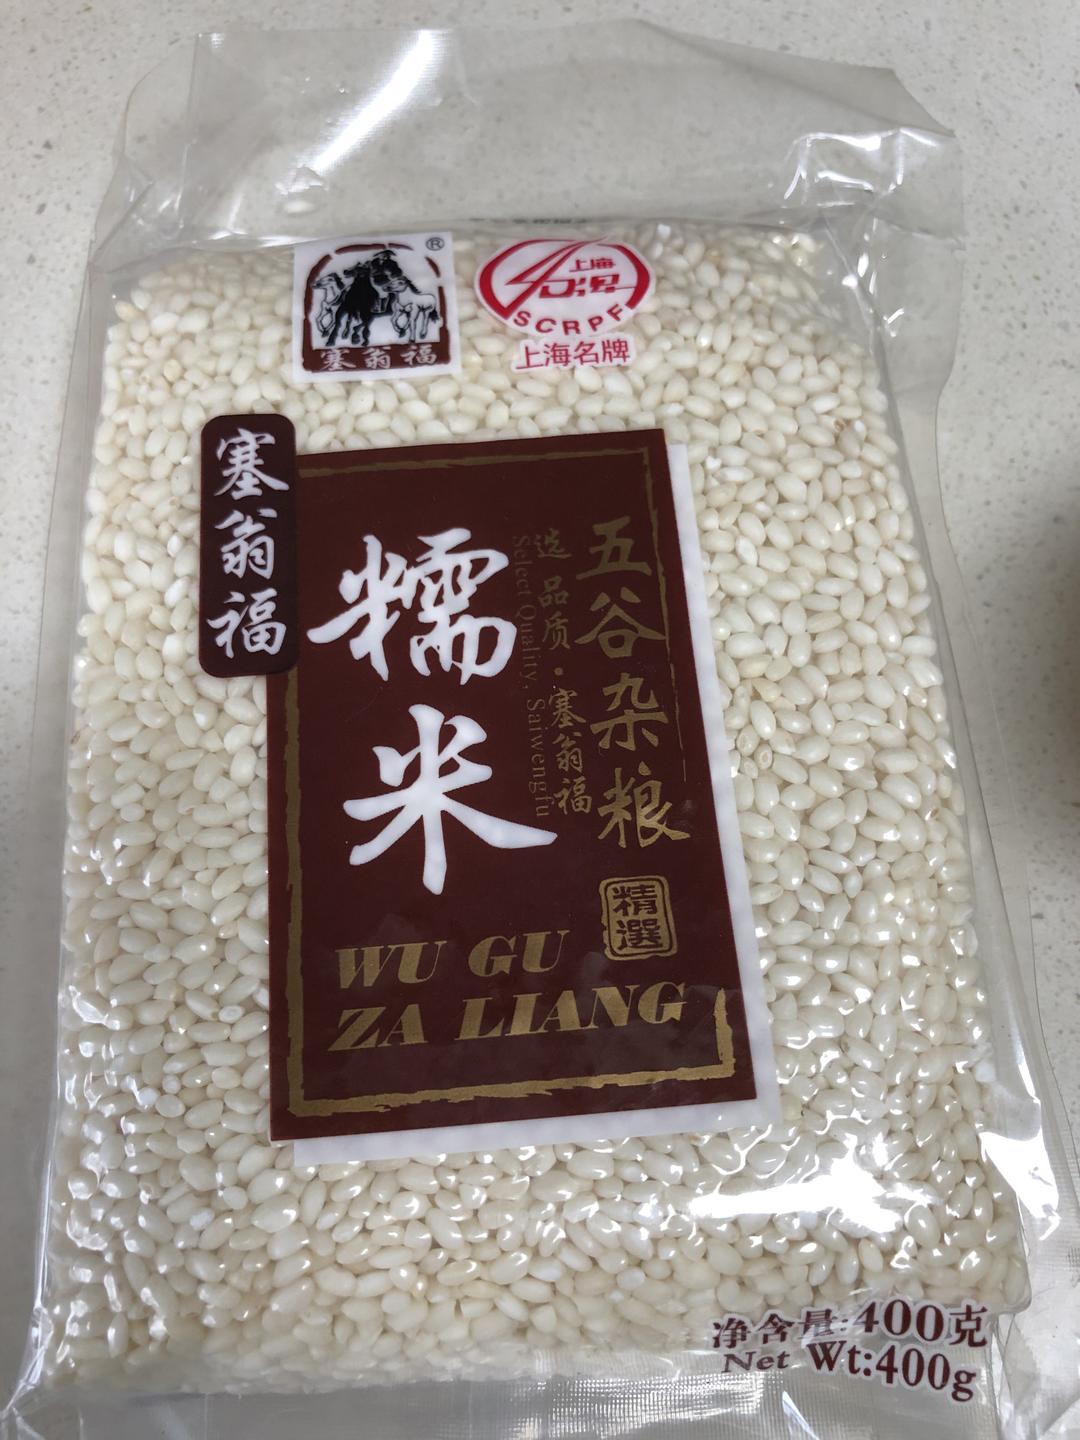 塞翁福
®
上海
SCRPF
上海名牌
塞翁福
糯米
五谷杂粮
选品质·塞翁福
Select Quality, Saiwengfu
精選
WU GU
ZA LIANG
净含量:400克
Net Wt:400g